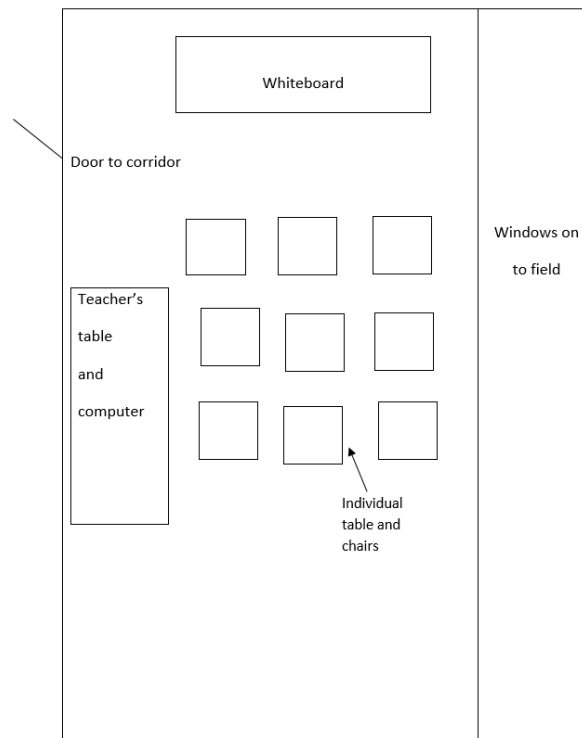 Whiteboard
Door to corridor
Windows on
to field
Teacher’s
table
and
computer
Individual
table and
chairs